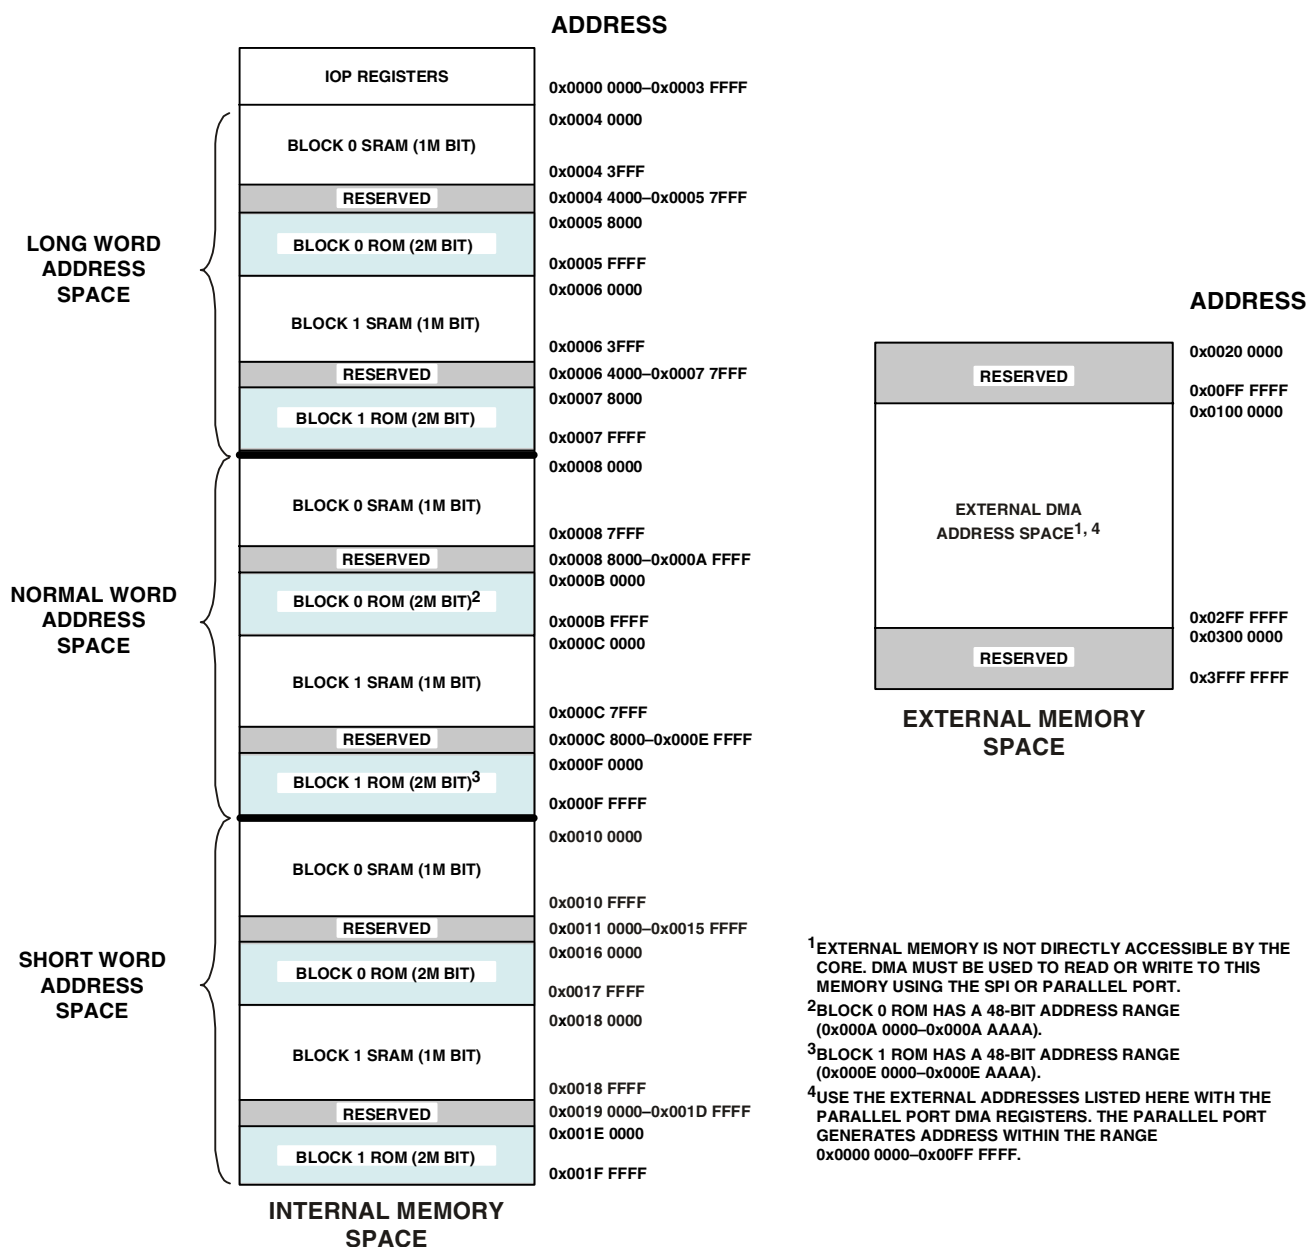 ADDRESS
IOP REGISTERS
0x0000 0000–0x0003 FFFF
LONG WORD
ADDRESS
SPACE
0x0004 0000
BLOCK 0 SRAM (1M BIT)
0x0004 3FFF
RESERVED
0x0004 4000–0x0005 7FFF
0x0005 8000
BLOCK 0 ROM (2M BIT)
0x0005 FFFF
0x0006 0000
BLOCK 1 SRAM (1M BIT)
0x0006 3FFF
RESERVED
0x0006 4000–0x0007 7FFF
0x0007 8000
BLOCK 1 ROM (2M BIT)
0x0007 FFFF
NORMAL WORD
ADDRESS
SPACE
0x0008 0000
BLOCK 0 SRAM (1M BIT)
0x0008 7FFF
RESERVED
0x0008 8000–0x000A FFFF
0x000B 0000
BLOCK 0 ROM (2M BIT)2
0x000B FFFF
0x000C 0000
BLOCK 1 SRAM (1M BIT)
0x000C 7FFF
RESERVED
0x000C 8000–0x000E FFFF
0x000F 0000
BLOCK 1 ROM (2M BIT)3
0x000F FFFF
SHORT WORD
ADDRESS
SPACE
0x0010 0000
BLOCK 0 SRAM (1M BIT)
0x0010 FFFF
RESERVED
0x0011 0000–0x0015 FFFF
0x0016 0000
BLOCK 0 ROM (2M BIT)
0x0017 FFFF
0x0018 0000
BLOCK 1 SRAM (1M BIT)
0x0018 FFFF
RESERVED
0x0019 0000–0x001D FFFF
0x001E 0000
BLOCK 1 ROM (2M BIT)
0x001F FFFF
INTERNAL MEMORY
SPACE
ADDRESS
0x0020 0000
RESERVED
0x00FF FFFF
0x0100 0000
EXTERNAL DMA
ADDRESS SPACE1, 4
0x02FF FFFF
0x0300 0000
RESERVED
0x3FFF FFFF
EXTERNAL MEMORY
SPACE
1EXTERNAL MEMORY IS NOT DIRECTLY ACCESSIBLE BY THE
CORE. DMA MUST BE USED TO READ OR WRITE TO THIS
MEMORY USING THE SPI OR PARALLEL PORT.
2BLOCK 0 ROM HAS A 48-BIT ADDRESS RANGE
(0x000A 0000–0x000A AAAA).
3BLOCK 1 ROM HAS A 48-BIT ADDRESS RANGE
(0x000E 0000–0x000E AAAA).
4USE THE EXTERNAL ADDRESSES LISTED HERE WITH THE
PARALLEL PORT DMA REGISTERS. THE PARALLEL PORT
GENERATES ADDRESS WITHIN THE RANGE
0x0000 0000–0x00FF FFFF.